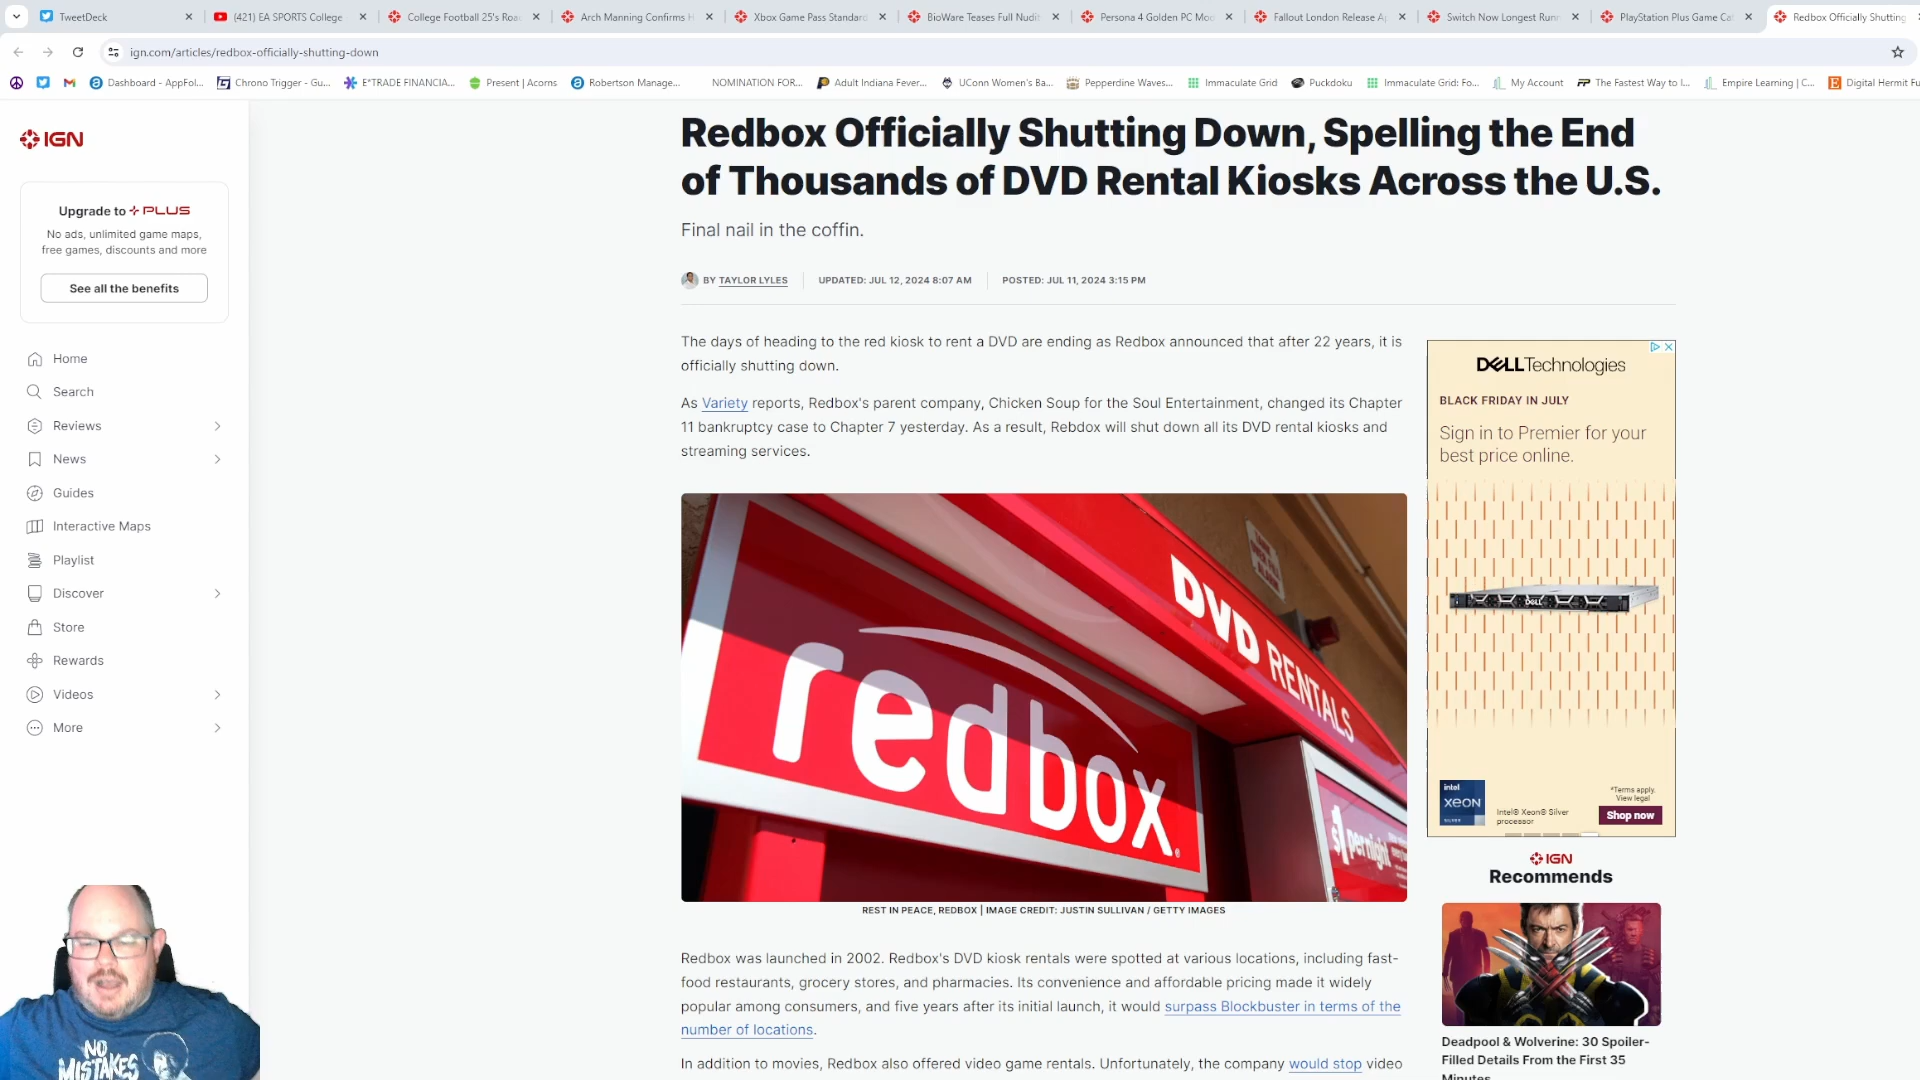 TweetDeck
(421) EA SPORTS College
College Football 25's Roa
Arch Manning Confirms H
Xbox Game Pass Standard
BioWare Teases Full Nudit
Persona 4 Golden PC Mod
Fallout London Release
Switch Now Longest Runn
PlayStation Plus Game Ca
Redbox Officially Shutting
ign.com/articles/redbox-officially-shutting-down
Dashboard - AppFol...
Chrono Trigger - Gu...
E*TRADE FINANCIA...
Present | Acorns
Robertson Manage...
NOMINATION FOR...
Adult Indiana Fever...
UConn Women's Ba...
Pepperdine Waves...
Immaculate Grid
Puckdoku
Immaculate Grid: Fo...
My Account
The Fastest Way to l...
Empire Learning | C...
Digital Hermit Fu
IGN
Upgrade to PLUS
No ads, unlimited game maps,
free games, discounts and more
See all the benefits
Home
Search
Reviews
News
Guides
Interactive Maps
Playlist
Discover
Store
Rewards
Videos
More
Redbox Officially Shutting Down, Spelling the End
of Thousands of DVD Rental Kiosks Across the U.S.
Final nail in the coffin.
BY TAYLOR LYLES
UPDATED: JUL 12, 2024 8:07 AM
POSTED: JUL 11, 2024 3:15 PM
The days of heading to the red kiosk to rent a DVD are ending as Redbox announced that after 22 years, it is
officially shutting down.
As Variety reports, Redbox's parent company, Chicken Soup for the Soul Entertainment, changed its Chapter
11 bankruptcy case to Chapter 7 yesterday. As a result, Rebdox will shut down all its DVD rental kiosks and
streaming services.
DVD RENTALS
redbox.
$1 per night
REST IN PEACE, REDBOX | IMAGE CREDIT: JUSTIN SULLIVAN / GETTY IMAGES
Redbox was launched in 2002. Redbox's DVD kiosk rentals were spotted at various locations, including fast-
food restaurants, grocery stores, and pharmacies. Its convenience and affordable pricing made it widely
popular among consumers, and five years after its initial launch, it would surpass Blockbuster in terms of the
number of locations.
In addition to movies, Redbox also offered video game rentals. Unfortunately, the company would stop video
DELL Technologies
BLACK FRIDAY IN JULY
Sign in to Premier for your
best price online.
DELL
intel
XEON
SILVER
Intel® Xeon® Silver
processor
*Terms apply.
View legal
Shop now
IGN
Recommends
Deadpool & Wolverine: 30 Spoiler-
Filled Details From the First 35
Minutes
NO
MISTAKES